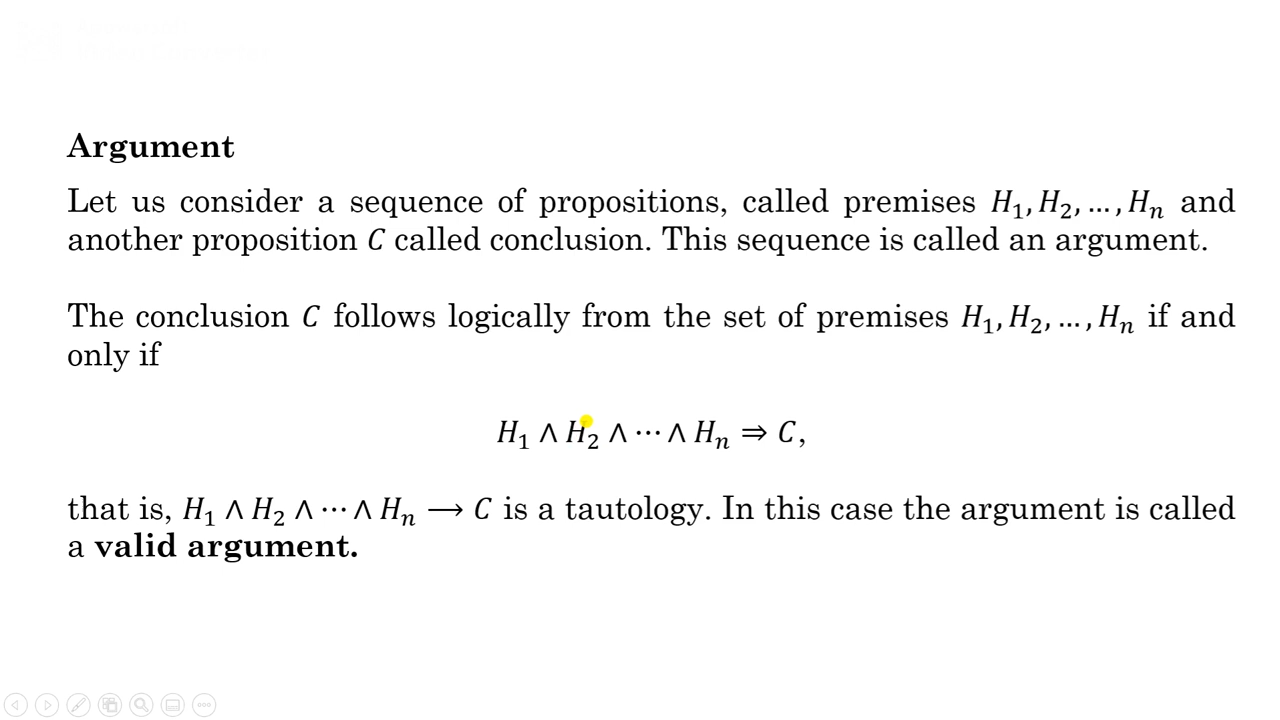 Argument
Let us consider a sequence of propositions, called premises H₁, H₂, … , Hₙ and
another proposition C called conclusion. This sequence is called an argument.
The conclusion C follows logically from the set of premises H₁, H₂, … , Hₙ if and
only if
H₁ ∧ H₂ ∧ ⋯ ∧ Hₙ ⇒ C,
that is, H₁ ∧ H₂ ∧ ⋯ ∧ Hₙ ⟶ C is a tautology. In this case the argument is called
a valid argument.